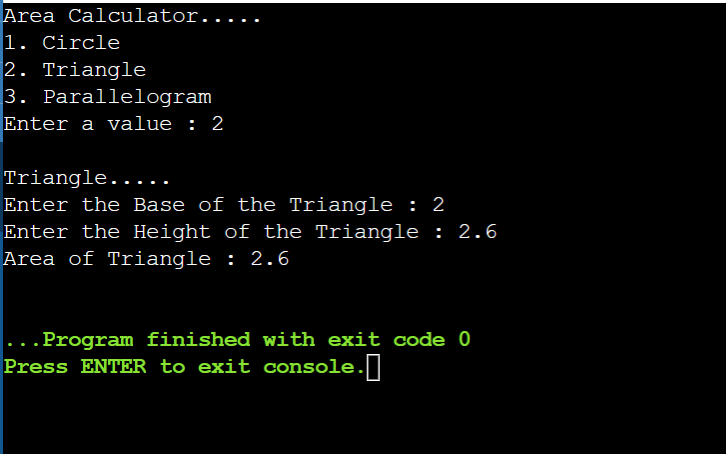 Area Calculator.....
1. Circle
2. Triangle
3. Parallelogram
Enter a value : 2
Triangle.....
Enter the Base of the Triangle : 2
Enter the Height of the Triangle : 2.6
Area of Triangle : 2.6
...Program finished with exit code 0
Press ENTER to exit console.